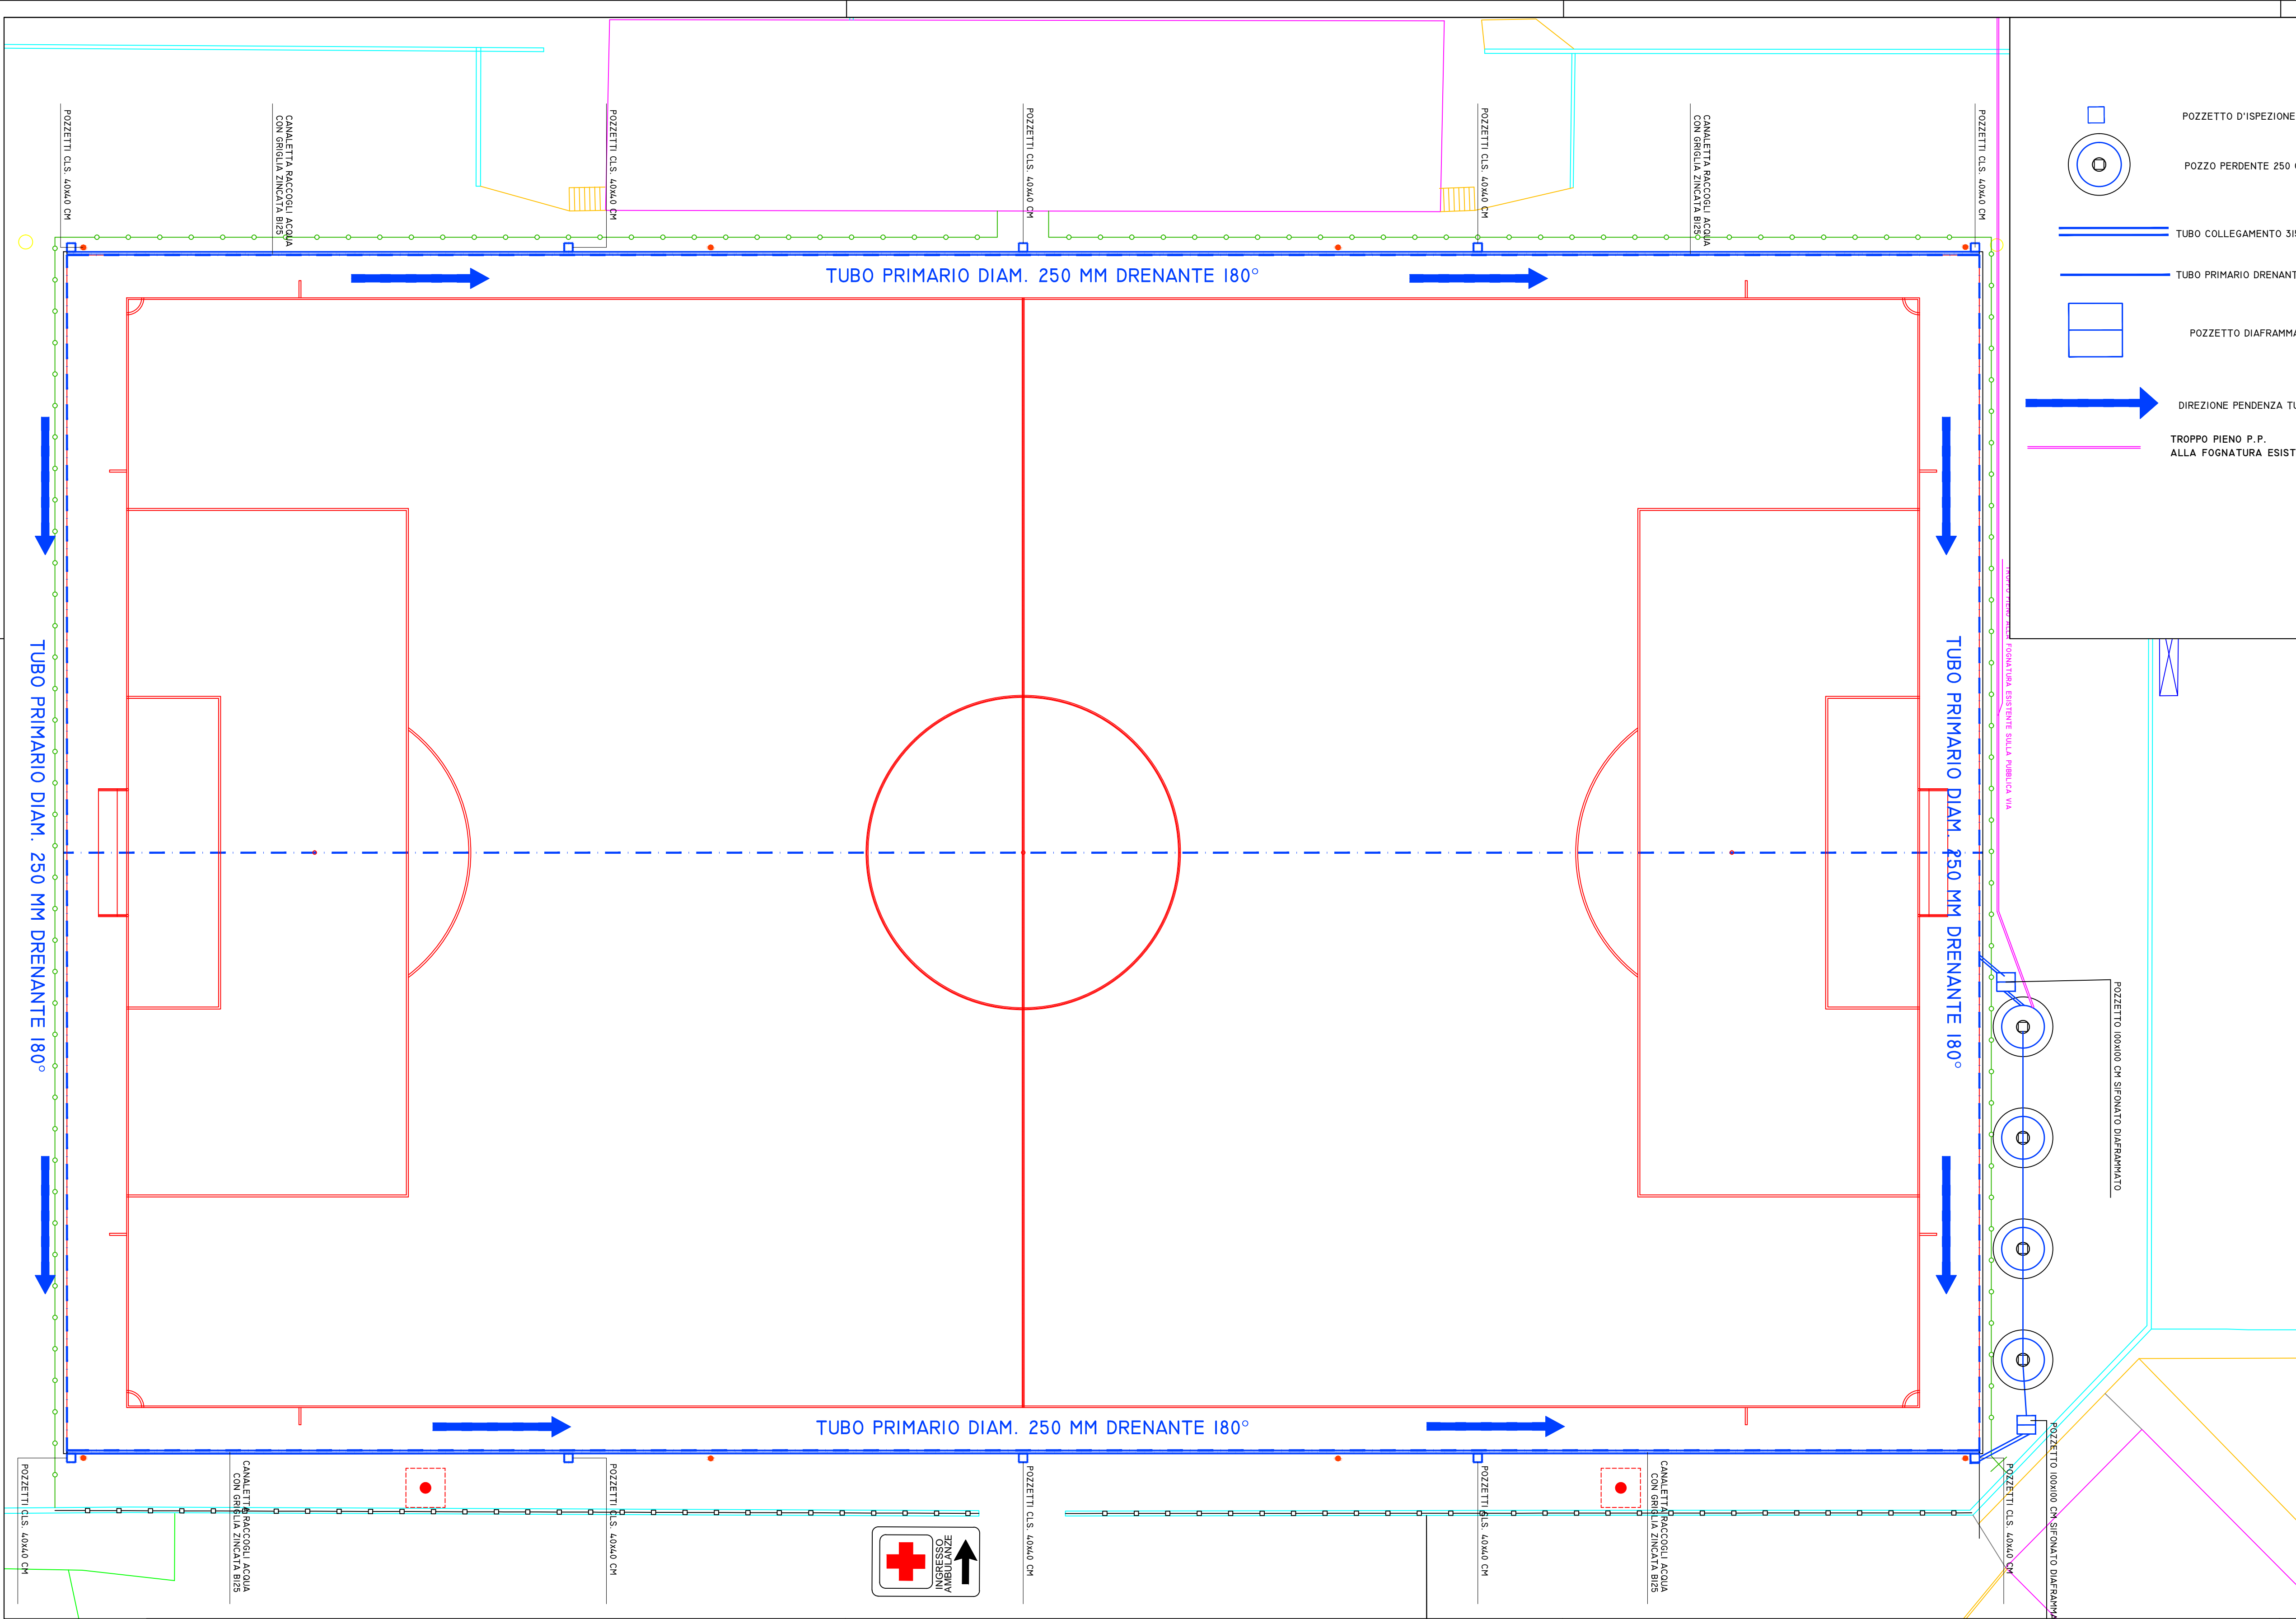 POZZETTI CLS. 40x40 CM
CANALETTA RACCOGLI ACQUA
CON GRIGLIA ZINCATA B125
POZZETTI CLS. 40x40 CM
POZZETTI CLS. 40x40 CM
POZZETTI CLS. 40x40 CM
CANALETTA RACCOGLI ACQUA
CON GRIGLIA ZINCATA B125
POZZETTI CLS. 40x40 CM
POZZETTO D'ISPEZIONE
POZZO PERDENTE 250
TUBO COLLEGAMENTO 31
TUBO PRIMARIO DRENANT
POZZETTO DIAFRAMMA
DIREZIONE PENDENZA TU
TROPPO PIENO P.P.
ALLA FOGNATURA ESIST
TUBO PRIMARIO DIAM. 250 MM DRENANTE 180°
TUBO PRIMARIO DIAM. 250 MM DRENANTE 180°
TUBO PRIMARIO DIAM. 250 MM DRENANTE 180°
TROPPO PIENO ALLA FOGNATURA ESISTENTE SULLA PUBBLICA VIA
POZZETTO 100x100 CM SIFONATO DIAFRAMMATO
TUBO PRIMARIO DIAM. 250 MM DRENANTE 180°
POZZETTI CLS. 40x40 CM
CANALETTA RACCOGLI ACQUA
CON GRIGLIA ZINCATA B125
POZZETTI CLS. 40x40 CM
INGRESSO
AMBULANZE
POZZETTI CLS. 40x40 CM
POZZETTI CLS. 40x40 CM
CANALETTA RACCOGLI ACQUA
CON GRIGLIA ZINCATA B125
POZZETTI CLS. 40x40 CM
POZZETTO 100x100 CM SIFONATO DIAFRAMMA